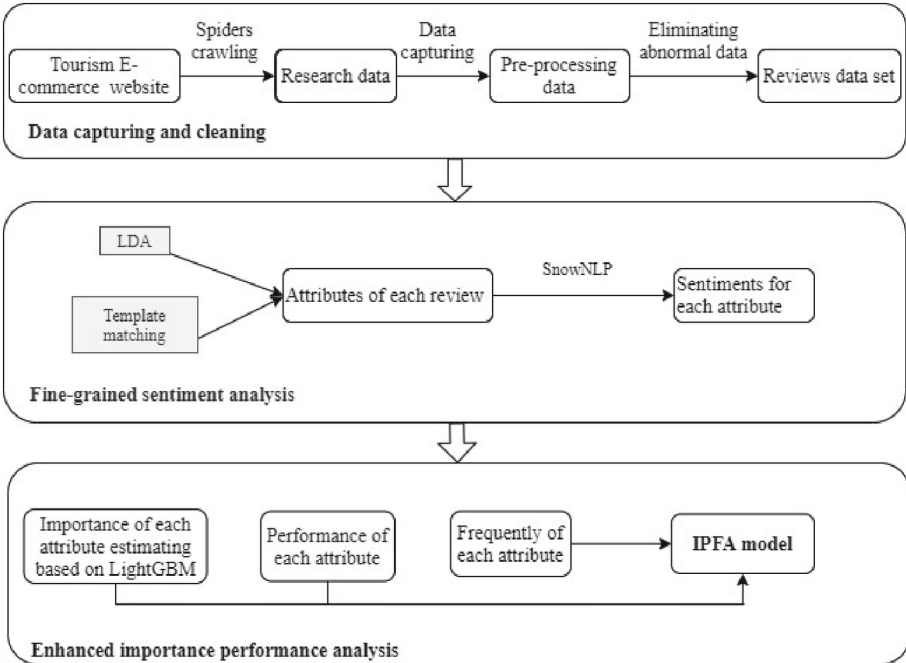 Spiders
crawling
Data
capturing
Eliminating
abnormal data
Tourism E-
commerce website
Research data
Pre-processing
data
Reviews data set
Data capturing and cleaning
LDA
Template
matching
Attributes of each review
SnowNLP
Sentiments for
each attribute
Fine-grained sentiment analysis
Importance of each
attribute estimating
based on LightGBM
Performance of
each attribute
Frequently of
each attribute
IPFA model
Enhanced importance performance analysis